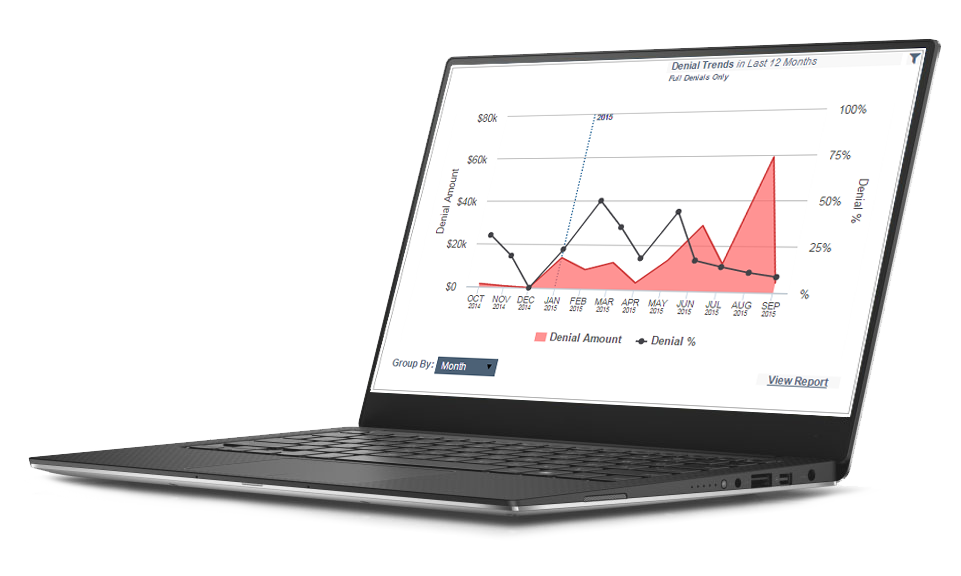 Denial Trends in Last 12 Months
Full Denials Only
100%
$80k
2015
$60k
75%
Denial Amount
Denial %
$40k
50%
$20k
25%
$0
%
OCT NOV DEC JAN FEB MAR APR MAY JUN JUL AUG SEP
2014 2014 2014 2015 2015 2015 2015 2015 2015 2015 2015 2015
Denial Amount Denial %
Group By: Month
View Report